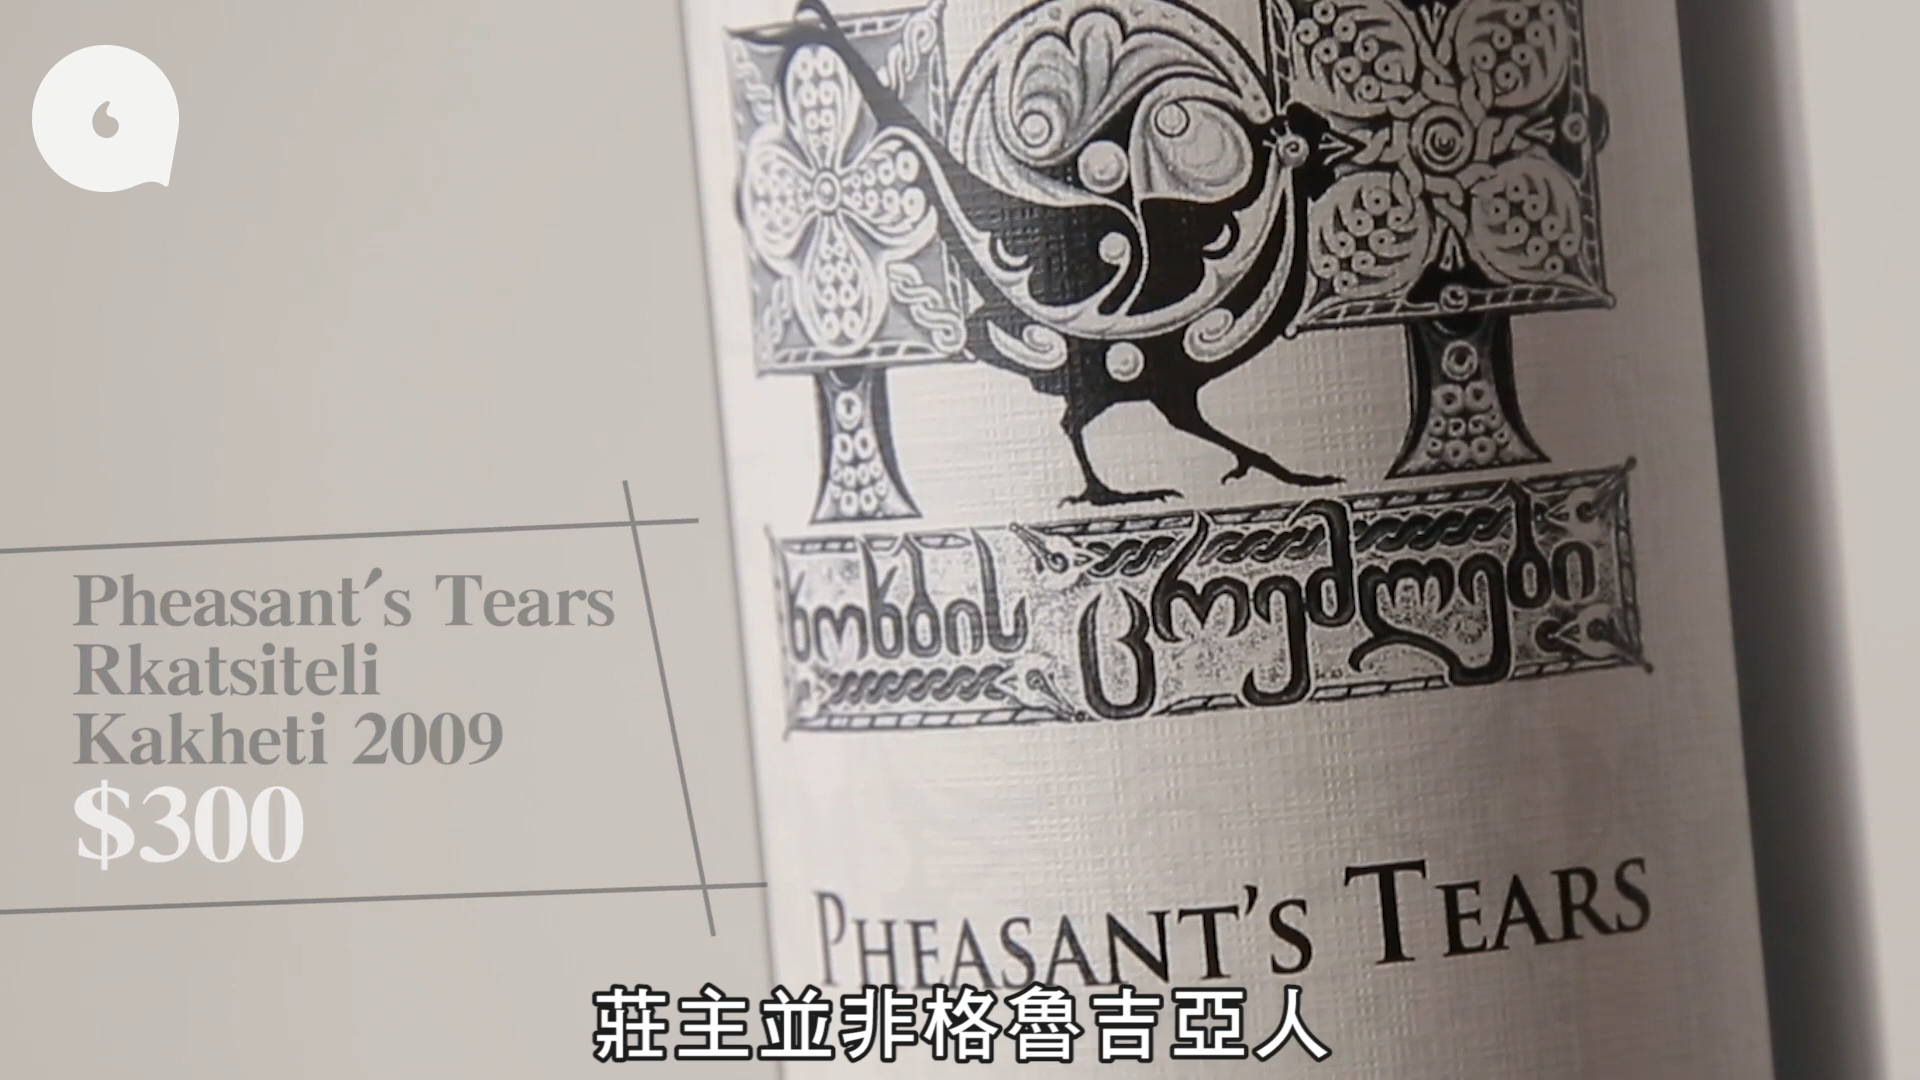 Pheasant's Tears
Rkatsiteli
Kakheti 2009
$300
ხოხბის ცრემლები
PHEASANT'S TEARS
莊主並非格魯吉亞人